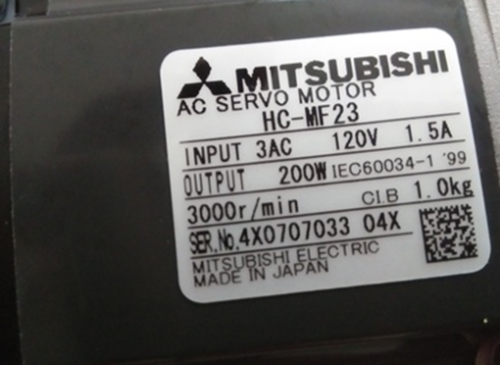 MITSUBISHI
AC SERVO MOTOR
HC-MF23
INPUT 3AC 120V 1.5A
OUTPUT 200W IEC60034-1 '99
3000r/min CI.B 1.0kg
SER.No.4X0707033 04X
MITSUBISHI ELECTRIC
MADE IN JAPAN